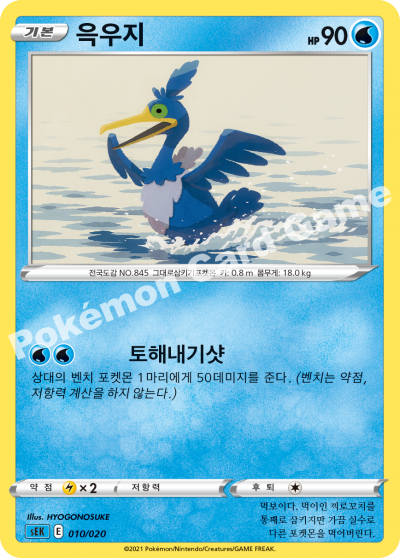 기본 윽우지 HP 90
전국도감 NO.845 그대로삼키기포켓몬 키: 0.8 m 몸무게: 18.0 kg
Pokémon Card Game
토해내기샷
상대의 벤치 포켓몬 1마리에게 50데미지를 준다. (벤치는 약점,
저항력 계산을 하지 않는다.)
약점 ×2 저항력 후퇴
Illus. HYOGONOSUKE
sEK E 010/020
먹보이다. 먹이인 찌로꼬치를
통째로 삼키지만 가끔 실수로
다른 포켓몬을 먹어버린다.
©2021 Pokémon/Nintendo/Creatures/GAME FREAK.